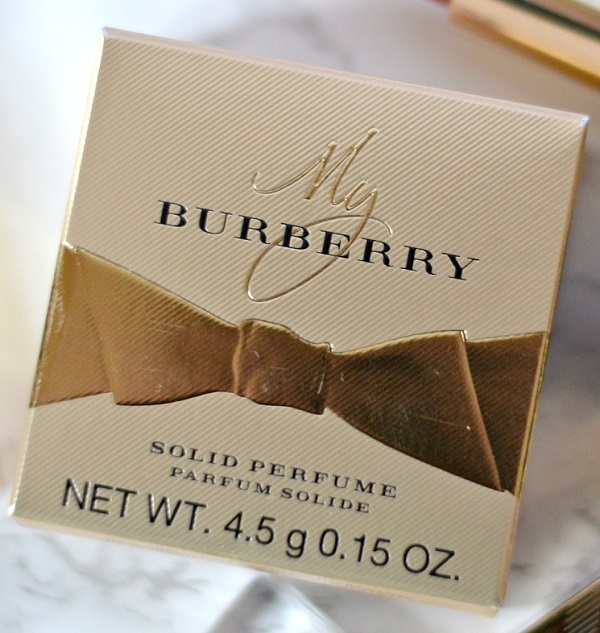 My
BURBERRY
SOLID PERFUME
PARFUM SOLIDE
NET WT. 4.5 g 0.15 OZ.